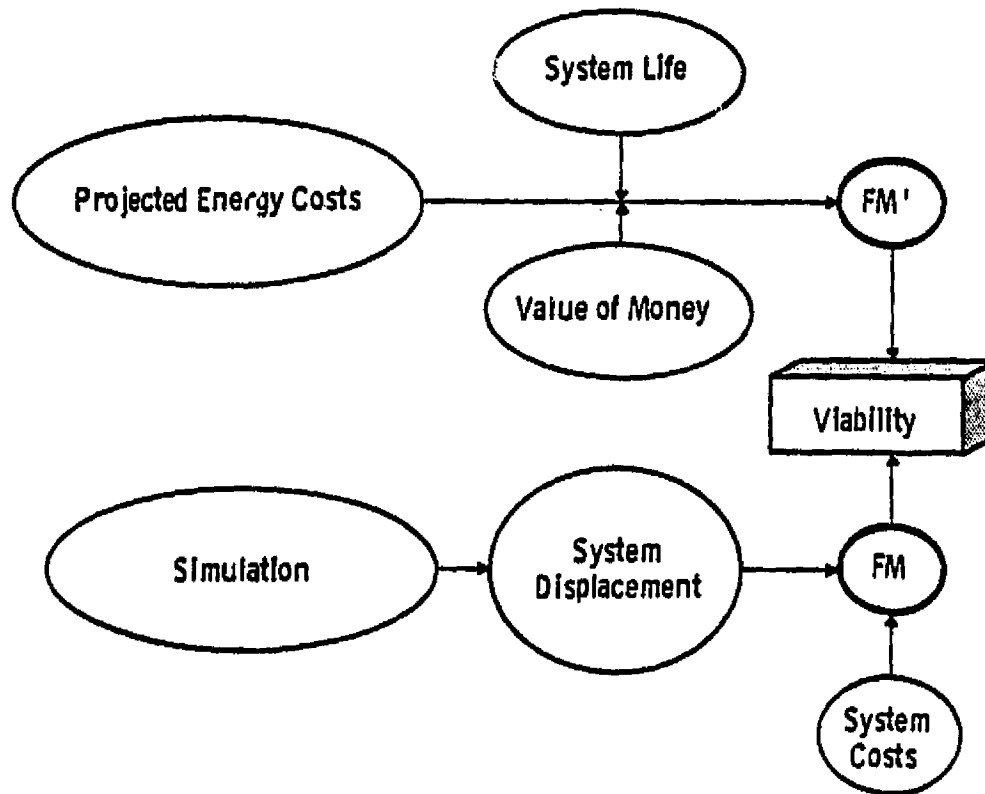 System Life
Projected Energy Costs
FM'
Value of Money
Viability
Simulation
System
Displacement
FM
System
Costs